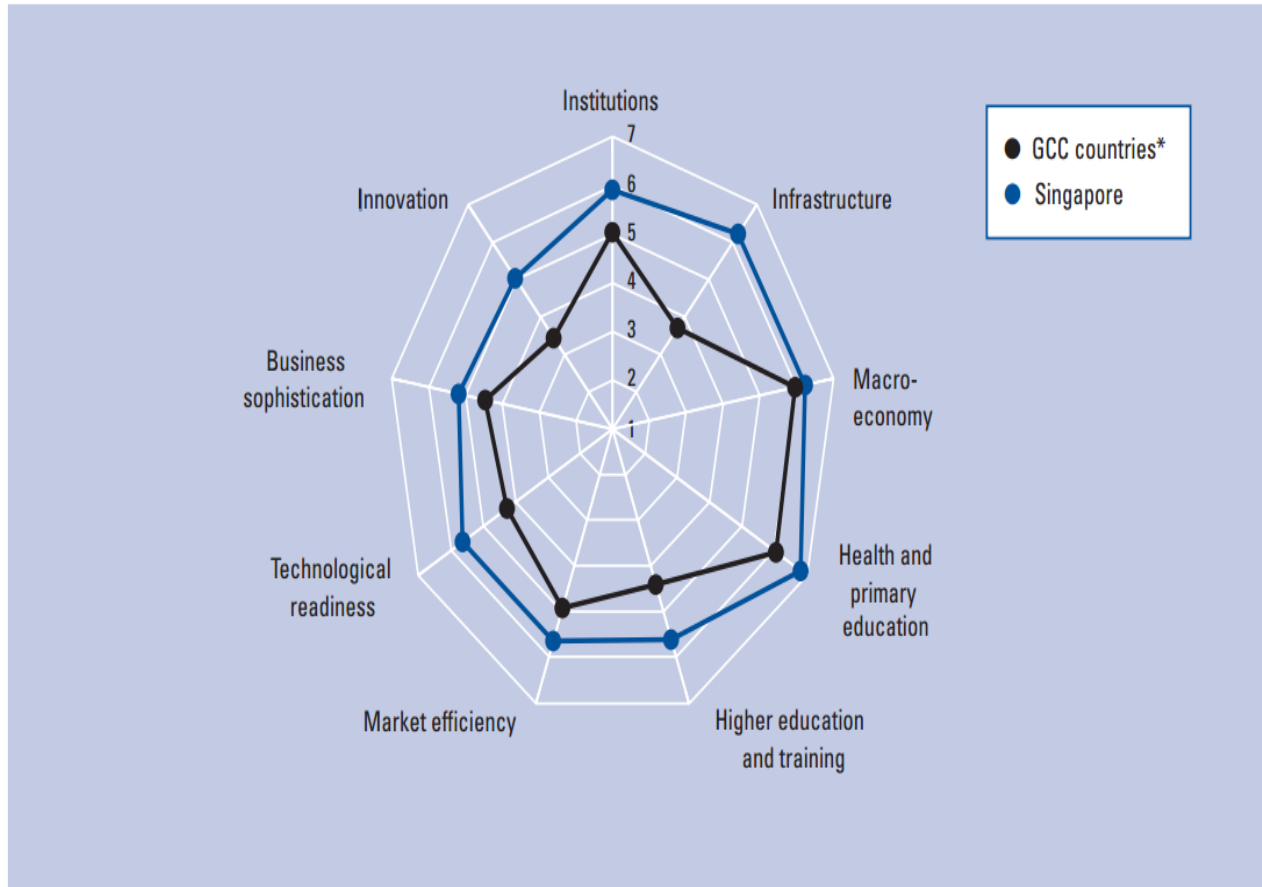 Institutions
7
6
5
4
3
2
1
Infrastructure
Macro-
economy
Health and
primary
education
Higher education
and training
Market efficiency
Technological
readiness
Business
sophistication
Innovation
GCC countries*
Singapore